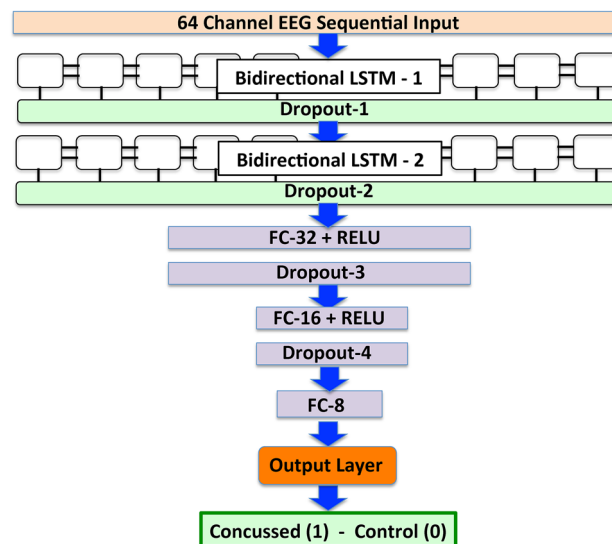 64 Channel EEG Sequential Input
Bidirectional LSTM - 1
Dropout-1
Bidirectional LSTM - 2
Dropout-2
FC-32 + RELU
Dropout-3
FC-16 + RELU
Dropout-4
FC-8
Output Layer
Concussed (1) - Control (0)